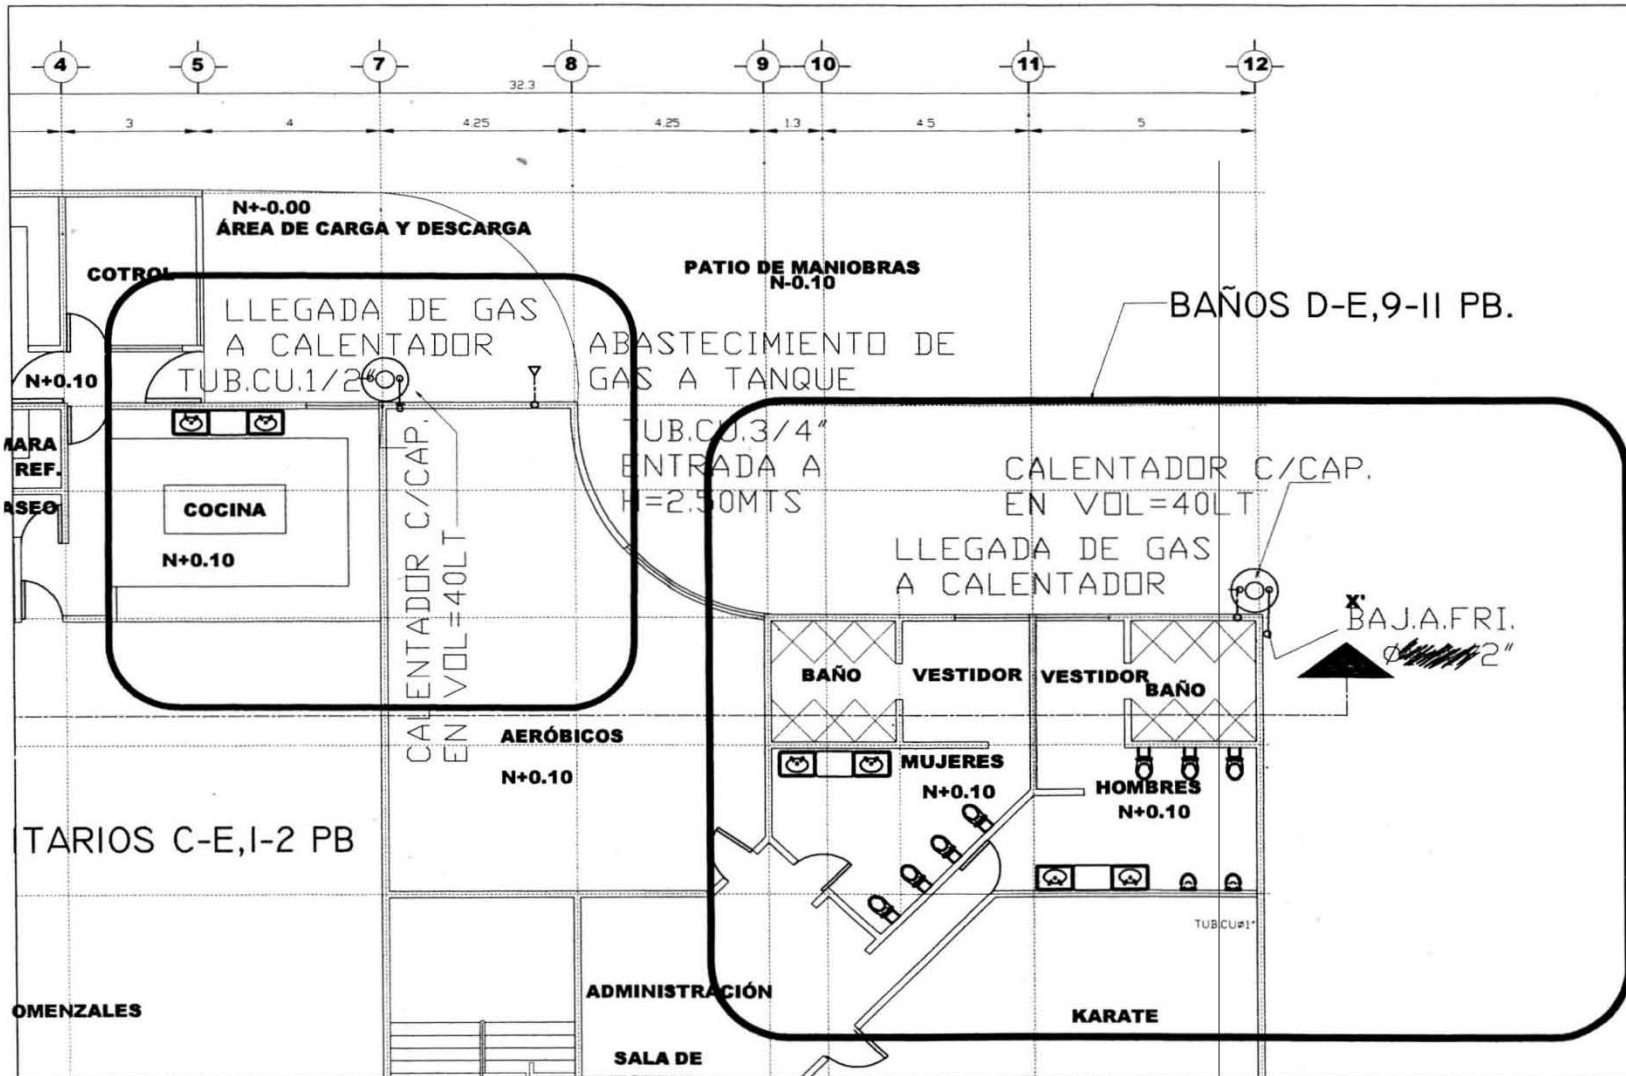 4 5 7 8 9 10 11 12
32.3
3 4 4.25 4.25 1.3 4.5 5
N+-0.00
ÁREA DE CARGA Y DESCARGA
COTROL
PATIO DE MANIOBRAS
N-0.10
BAÑOS D-E,9-11 PB.
LLEGADA DE GAS
A CALENTADOR
TUB.CU.1/2"
ABASTECIMIENTO DE
GAS A TANQUE
TUB.CU.3/4"
ENTRADA A
H=2.50MTS
N+0.10
MARA
REF.
ASEO
COCINA
N+0.10
CALENTADOR C/CAP.
EN VOL=40LT
CALENTADOR C/CAP.
EN VOL=40LT
LLEGADA DE GAS
A CALENTADOR
X'
BAJ.A.FRI.
Ø 2"
BAÑO
VESTIDOR
VESTIDOR
BAÑO
AERÓBICOS
N+0.10
MUJERES
N+0.10
HOMBRES
N+0.10
TARIOS C-E,1-2 PB
TUB.CUØ1"
ADMINISTRACIÓN
OMENZALES
KARATE
SALA DE